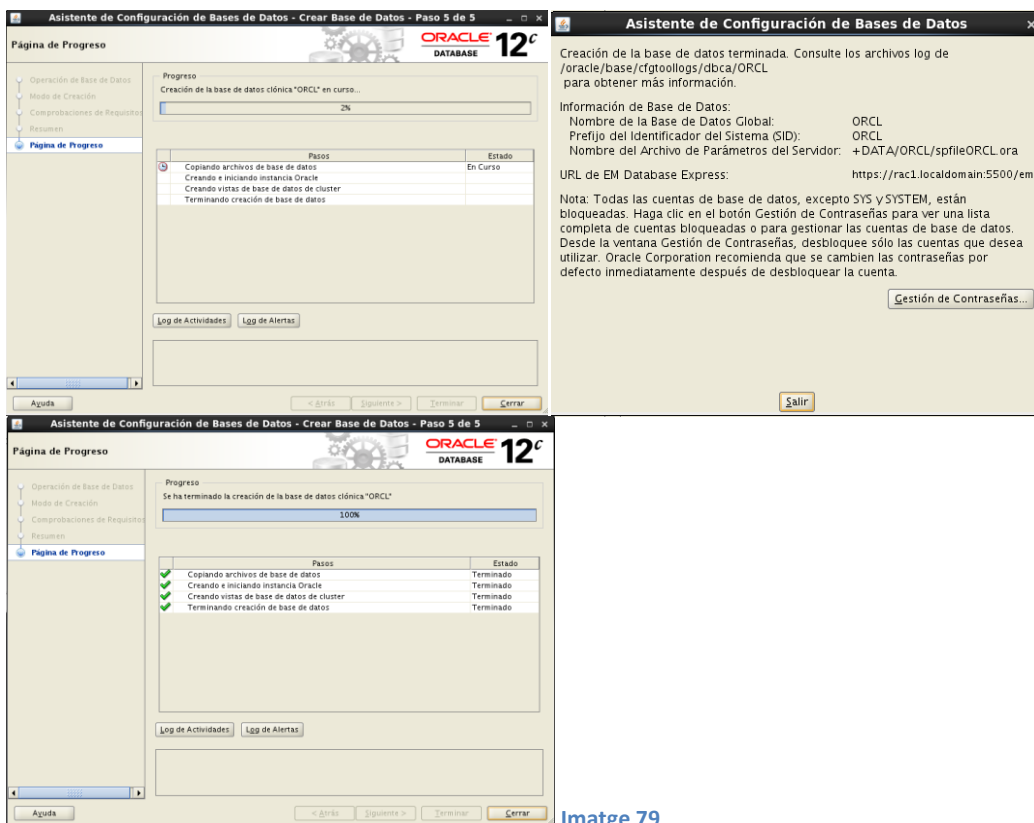 Asistente de Configuración de Bases de Datos - Crear Base de Datos - Paso 5 de 5
Página de Progreso
ORACLE 12c
DATABASE
Operación de Base de Datos
Modo de Creación
Comprobaciones de Requisitos
Resumen
Página de Progreso
Progreso
Creación de la base de datos clónica "ORCL" en curso...
2%
Pasos Estado
Copiando archivos de base de datos En Curso
Creando e iniciando instancia Oracle
Creando vistas de base de datos de cluster
Terminando creación de base de datos
Log de Actividades Log de Alertas
Ayuda < Atrás Siguiente > Terminar Cerrar
Asistente de Configuración de Bases de Datos
Creación de la base de datos terminada. Consulte los archivos log de
/oracle/base/cfgtoollogs/dbca/ORCL
para obtener más información.
Información de Base de Datos:
Nombre de la Base de Datos Global: ORCL
Prefijo del Identificador del Sistema (SID): ORCL
Nombre del Archivo de Parámetros del Servidor: +DATA/ORCL/spfileORCL.ora
URL de EM Database Express: https://rac1.localdomain:5500/em
Nota: Todas las cuentas de base de datos, excepto SYS y SYSTEM, están
bloqueadas. Haga clic en el botón Gestión de Contraseñas para ver una lista
completa de cuentas bloqueadas o para gestionar las cuentas de base de datos.
Desde la ventana Gestión de Contraseñas, desbloquee sólo las cuentas que desea
utilizar. Oracle Corporation recomienda que se cambien las contraseñas por
defecto inmediatamente después de desbloquear la cuenta.
Gestión de Contraseñas...
Salir
Asistente de Configuración de Bases de Datos - Crear Base de Datos - Paso 5 de 5
Página de Progreso
ORACLE 12c
DATABASE
Operación de Base de Datos
Modo de Creación
Comprobaciones de Requisitos
Resumen
Página de Progreso
Progreso
Se ha terminado la creación de la base de datos clónica "ORCL"
100%
Pasos Estado
Copiando archivos de base de datos Terminado
Creando e iniciando instancia Oracle Terminado
Creando vistas de base de datos de cluster Terminado
Terminando creación de base de datos Terminado
Log de Actividades Log de Alertas
Ayuda < Atrás Siguiente > Terminar Cerrar
Imatge 79